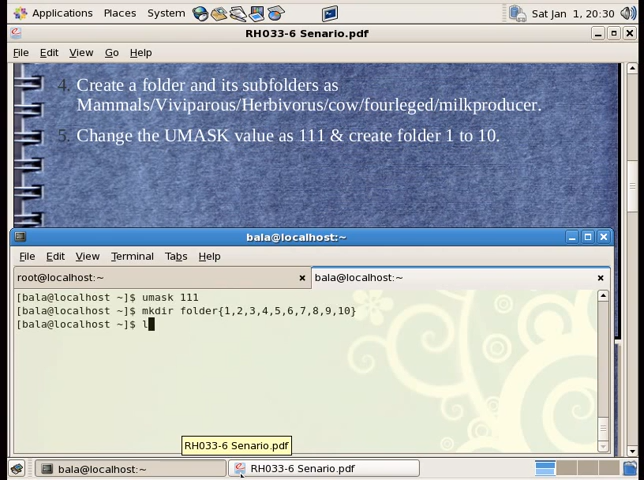 Applications Places System Sat Jan 1, 20:30
RH033-6 Senario.pdf
File Edit View Go Help
4. Create a folder and its subfolders as
Mammals/Viviparous/Herbivorus/cow/fourleged/milkproducer.
5. Change the UMASK value as 111 & create folder 1 to 10.
bala@localhost:~
File Edit View Terminal Tabs Help
root@localhost:~ bala@localhost:~
[bala@localhost ~]$ umask 111
[bala@localhost ~]$ mkdir folder{1,2,3,4,5,6,7,8,9,10}
[bala@localhost ~]$ l
RH033-6 Senario.pdf
bala@localhost:~ RH033-6 Senario.pdf